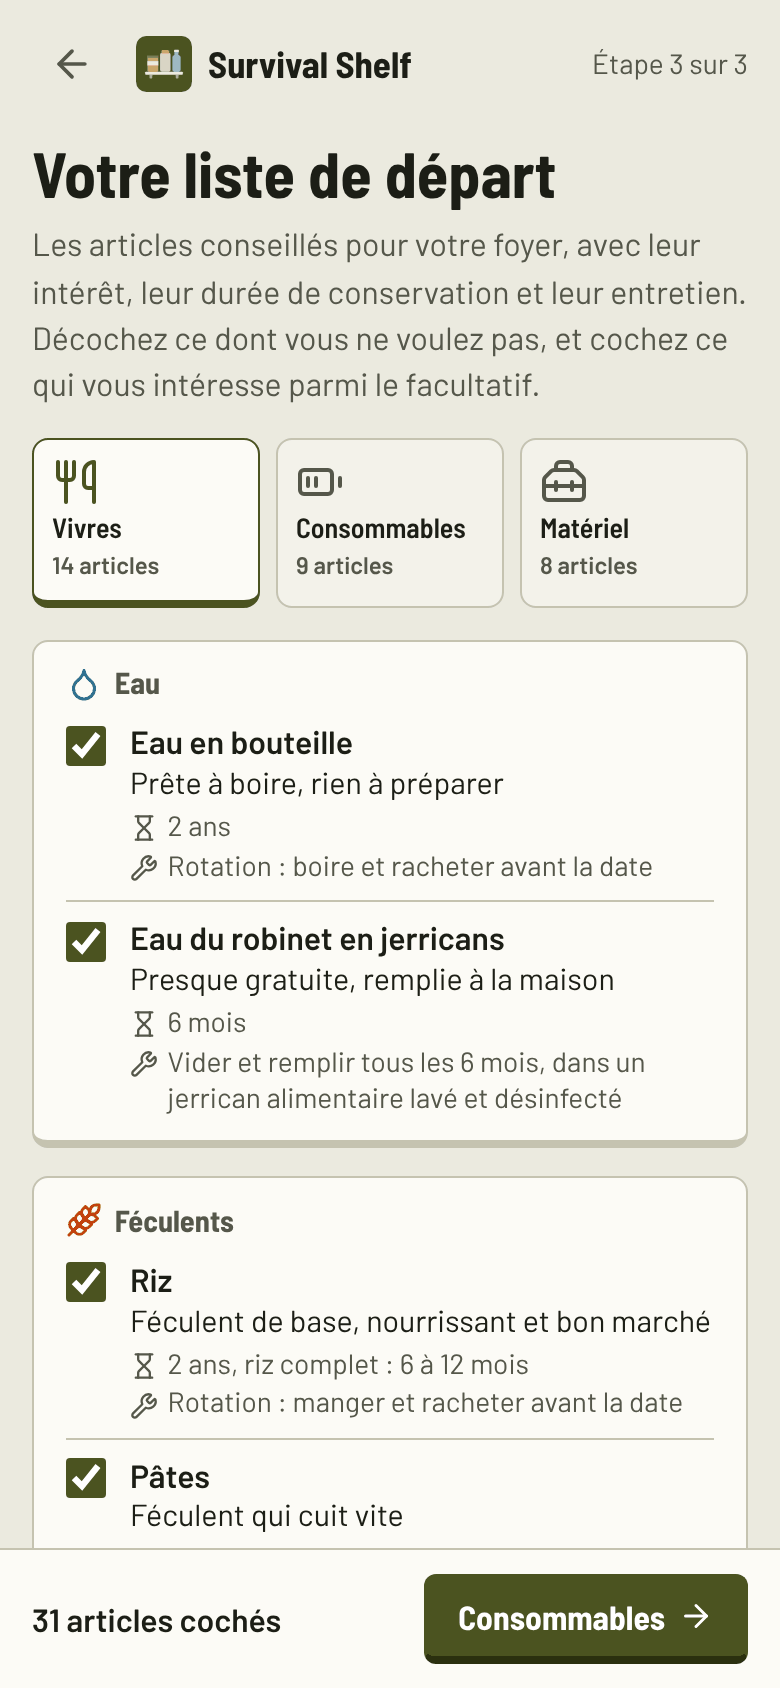 Survival Shelf
Étape 3 sur 3
Votre liste de départ
Les articles conseillés pour votre foyer, avec leur
intérêt, leur durée de conservation et leur entretien.
Décochez ce dont vous ne voulez pas, et cochez ce
qui vous intéresse parmi le facultatif.
Vivres
14 articles
Consommables
9 articles
Matériel
8 articles
Eau
Eau en bouteille
Prête à boire, rien à préparer
2 ans
Rotation : boire et racheter avant la date
Eau du robinet en jerricans
Presque gratuite, remplie à la maison
6 mois
Vider et remplir tous les 6 mois, dans un
jerrican alimentaire lavé et désinfecté
Féculents
Riz
Féculent de base, nourrissant et bon marché
2 ans, riz complet : 6 à 12 mois
Rotation : manger et racheter avant la date
Pâtes
Féculent qui cuit vite
31 articles cochés
Consommables